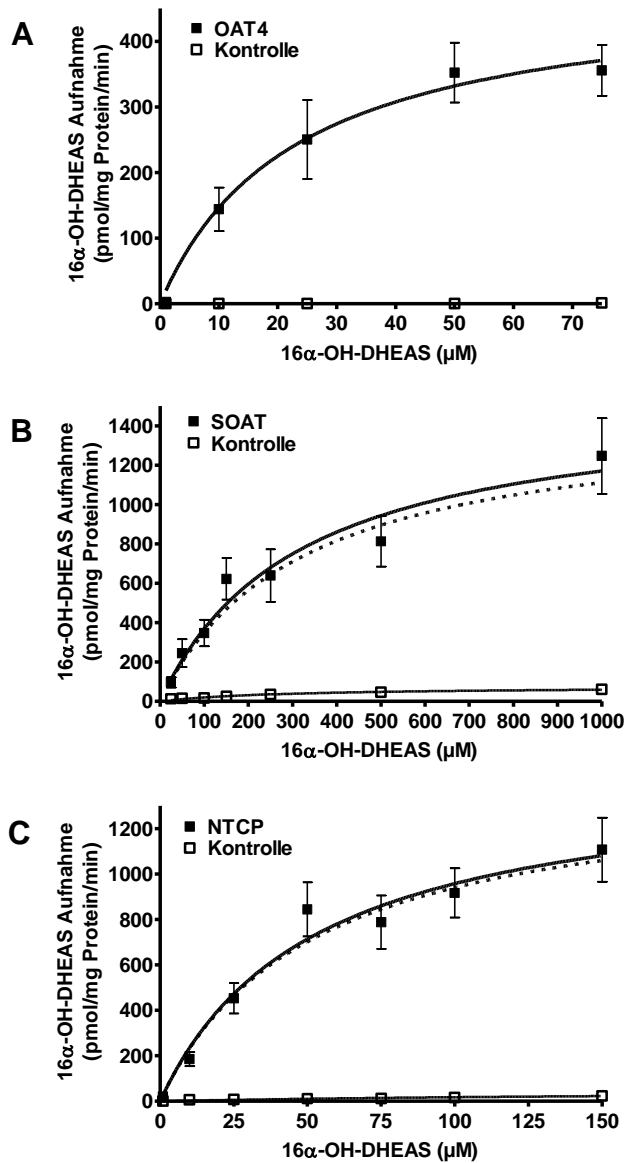 A
OAT4
Kontrolle
16α-OH-DHEAS Aufnahme
(pmol/mg Protein/min)
400
300
200
100
0
0 10 20 30 40 50 60 70
16α-OH-DHEAS (µM)
B
SOAT
Kontrolle
16α-OH-DHEAS Aufnahme
(pmol/mg Protein/min)
1400
1200
1000
800
600
400
200
0
0 100 200 300 400 500 600 700 800 900 1000
16α-OH-DHEAS (µM)
C
NTCP
Kontrolle
16α-OH-DHEAS Aufnahme
(pmol/mg Protein/min)
1200
1000
800
600
400
200
0
0 25 50 75 100 125 150
16α-OH-DHEAS (µM)